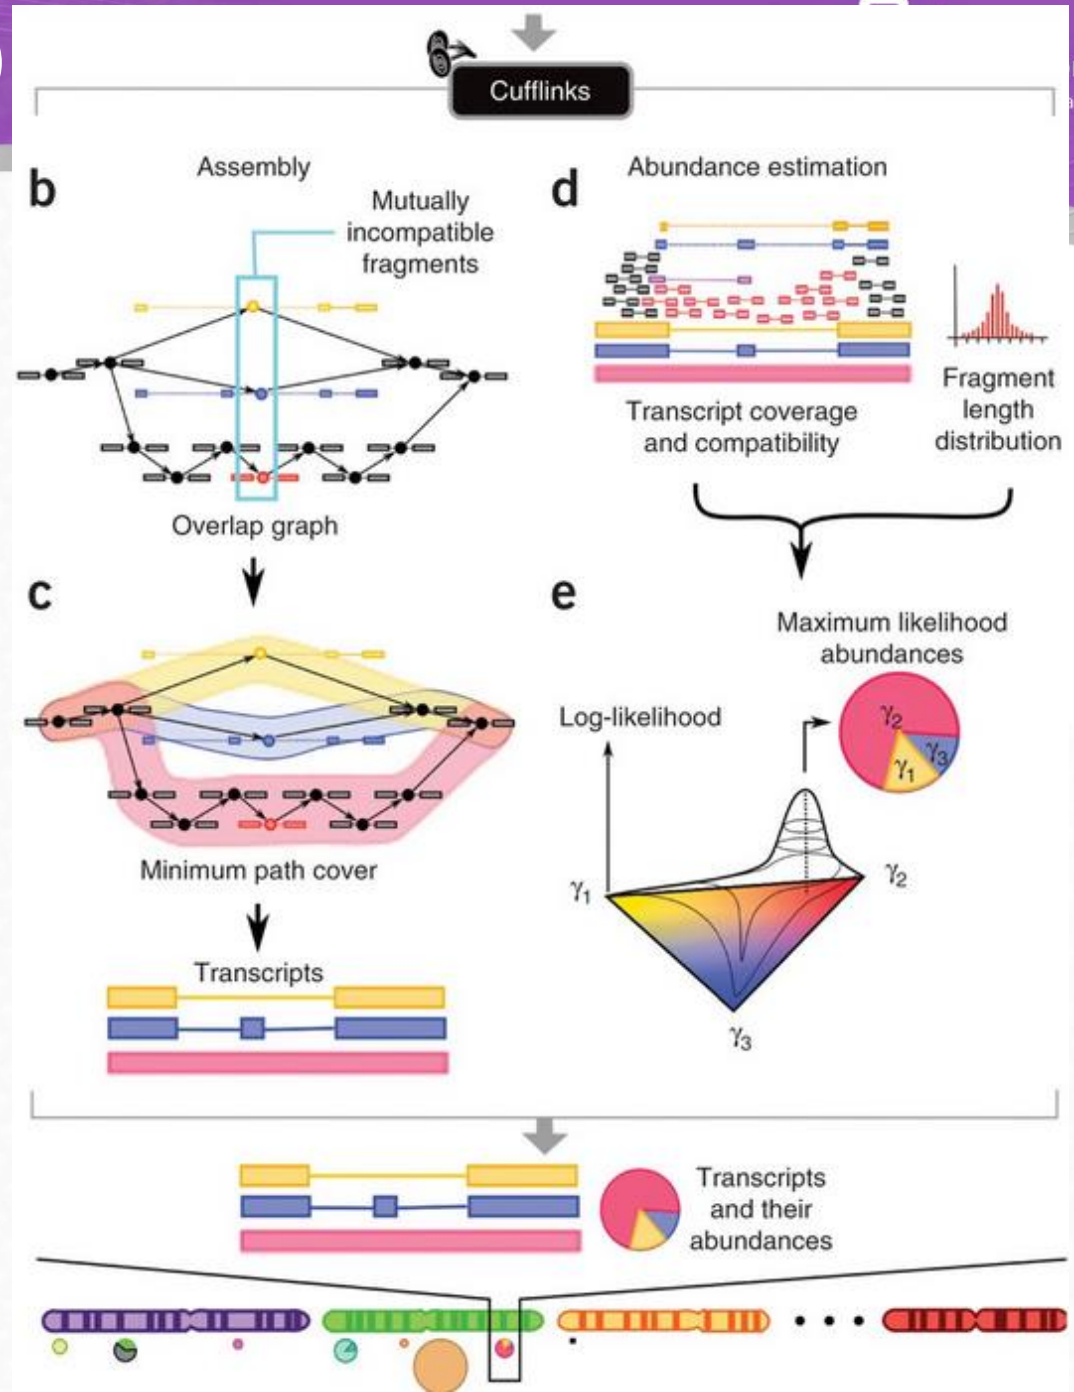 Cufflinks
b
Assembly
Mutually
incompatible
fragments
Overlap graph
c
Minimum path cover
Transcripts
d
Abundance estimation
Transcript coverage
and compatibility
Fragment
length
distribution
e
Maximum likelihood
abundances
γ2
γ3
γ1
Log-likelihood
γ1
γ2
γ3
Transcripts
and their
abundances